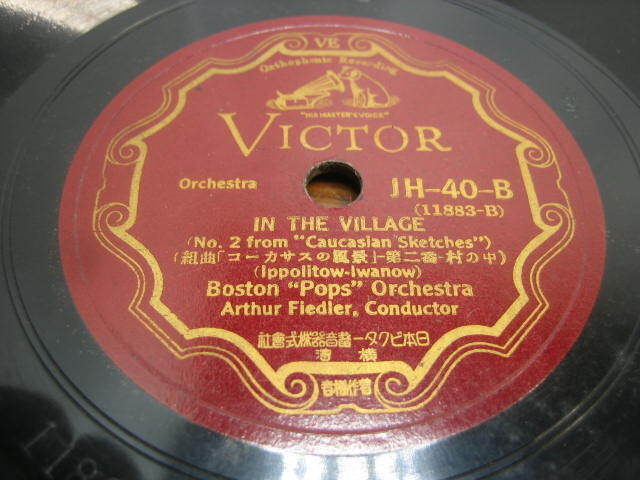 VE
Orthophonic Recording
"HIS MASTER'S VOICE"
VICTOR
Orchestra
JH-40-B
(11883-B)
IN THE VILLAGE
(No. 2 from "Caucasian Sketches")
(組曲「コーカサスの風景」-第二番-村の中)
(Ippolitow-Iwanow)
Boston "Pops" Orchestra
Arthur Fiedler, Conductor
社會式株器音蓄ータクビ本日
濱横
音機作著
118